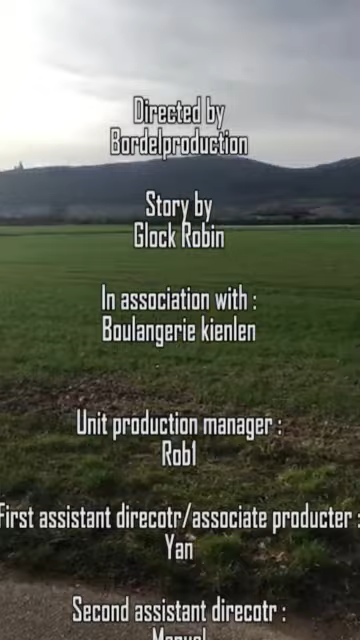 Directed by
Bordelproduction
Story by
Glock Robin
In association with :
Boulangerie kienlen
Unit production manager :
Rob1
First assistant direcotr/associate producter :
Yan
Second assistant direcotr :